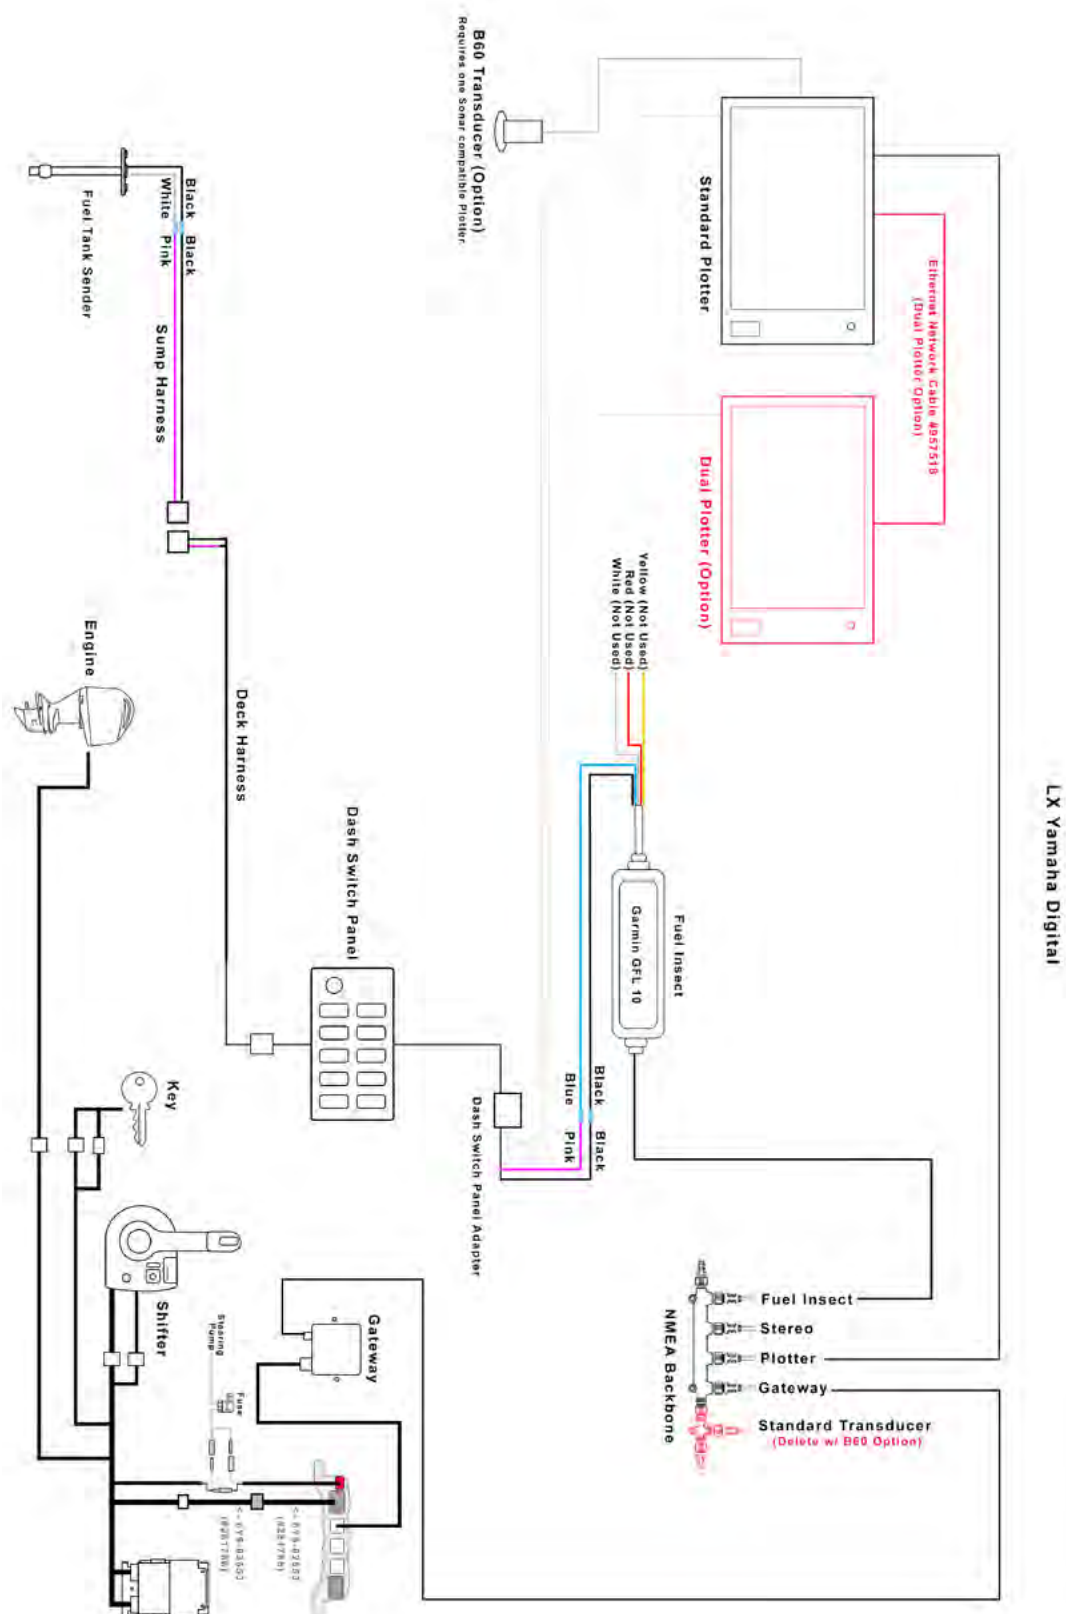 LX Yamaha Digital
B60 Transducer (Option)
Requires one Sonar compatible Plotter.
Standard Plotter
Ethernet Network Cable #957518
(Dual Plotter Option)
Dual Plotter (Option)
Black
White
Black
Pink
Fuel Tank Sender
Sump Harness
Yellow (Not Used)
Red (Not Used)
White (Not Used)
Fuel Insect
Garmin GFL 10
Engine
Deck Harness
Dash Switch Panel
Black
Blue
Black
Pink
Dash Switch Panel Adapter
Key
Shifter
Steering
Pump
Fuse
Gateway
NMEA Backbone
Fuel Insect
Stereo
Plotter
Gateway
Standard Transducer
(Delete w/ B60 Option)